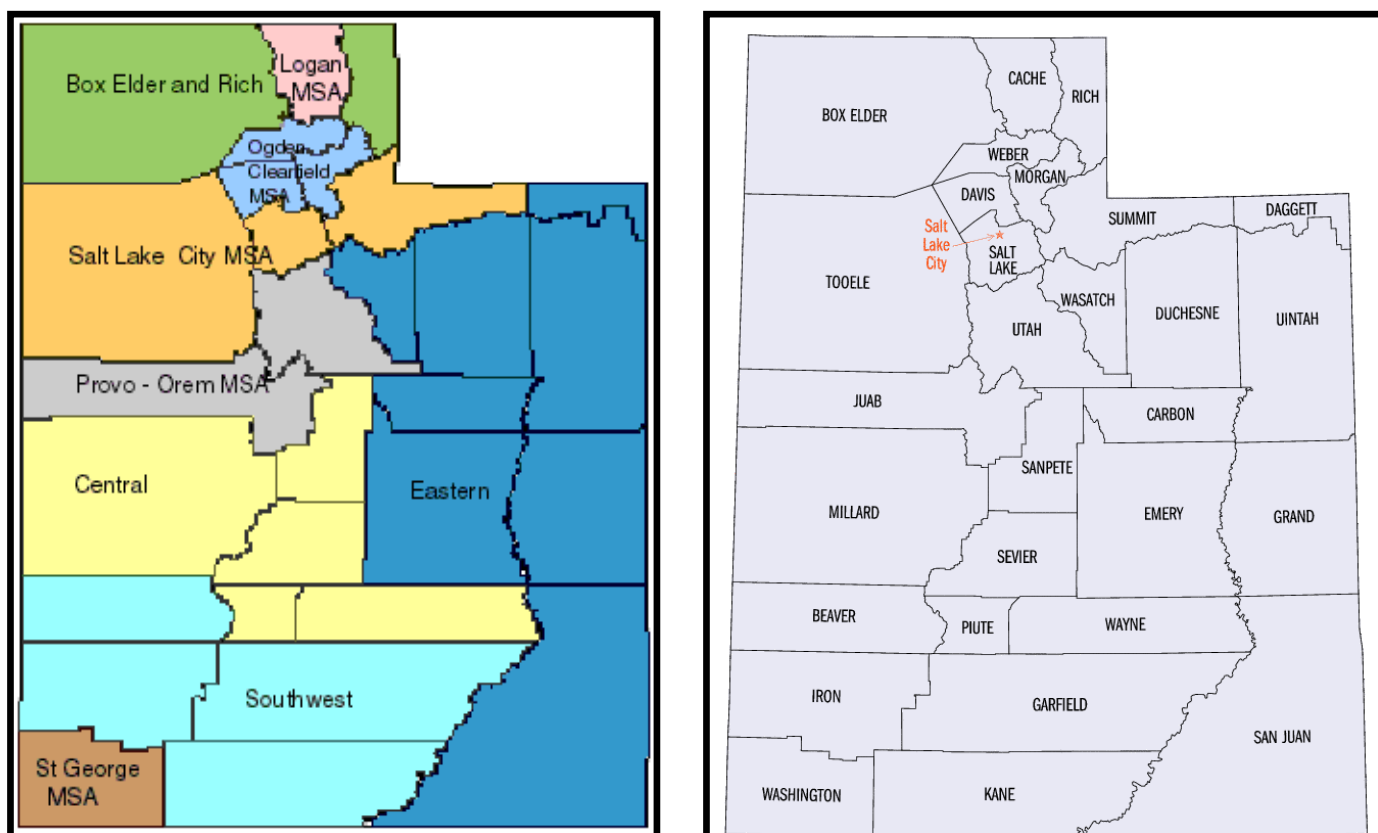 Box Elder and Rich
Logan
MSA
Ogden
Clearfield
MSA
Salt Lake City MSA
Provo - Orem MSA
Central
Eastern
Southwest
St George
MSA
CACHE
RICH
BOX ELDER
WEBER
MORGAN
DAVIS
SUMMIT
DAGGETT
Salt
Lake
City
SALT
LAKE
TOOELE
WASATCH
DUCHESNE
UINTAH
UTAH
JUAB
CARBON
SANPETE
MILLARD
EMERY
GRAND
SEVIER
BEAVER
PIUTE
WAYNE
IRON
GARFIELD
SAN JUAN
WASHINGTON
KANE